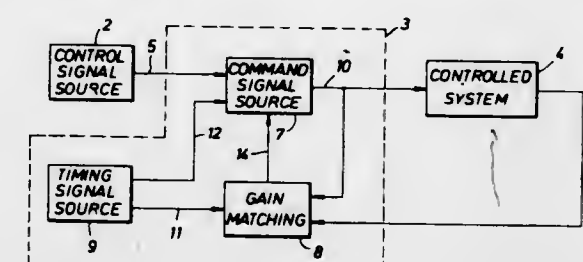 2
CONTROL
SIGNAL
SOURCE
5
3
COMMAND
SIGNAL
SOURCE
7
10
4
CONTROLLED
SYSTEM
12
14
TIMING
SIGNAL
SOURCE
9
11
GAIN
MATCHING
8